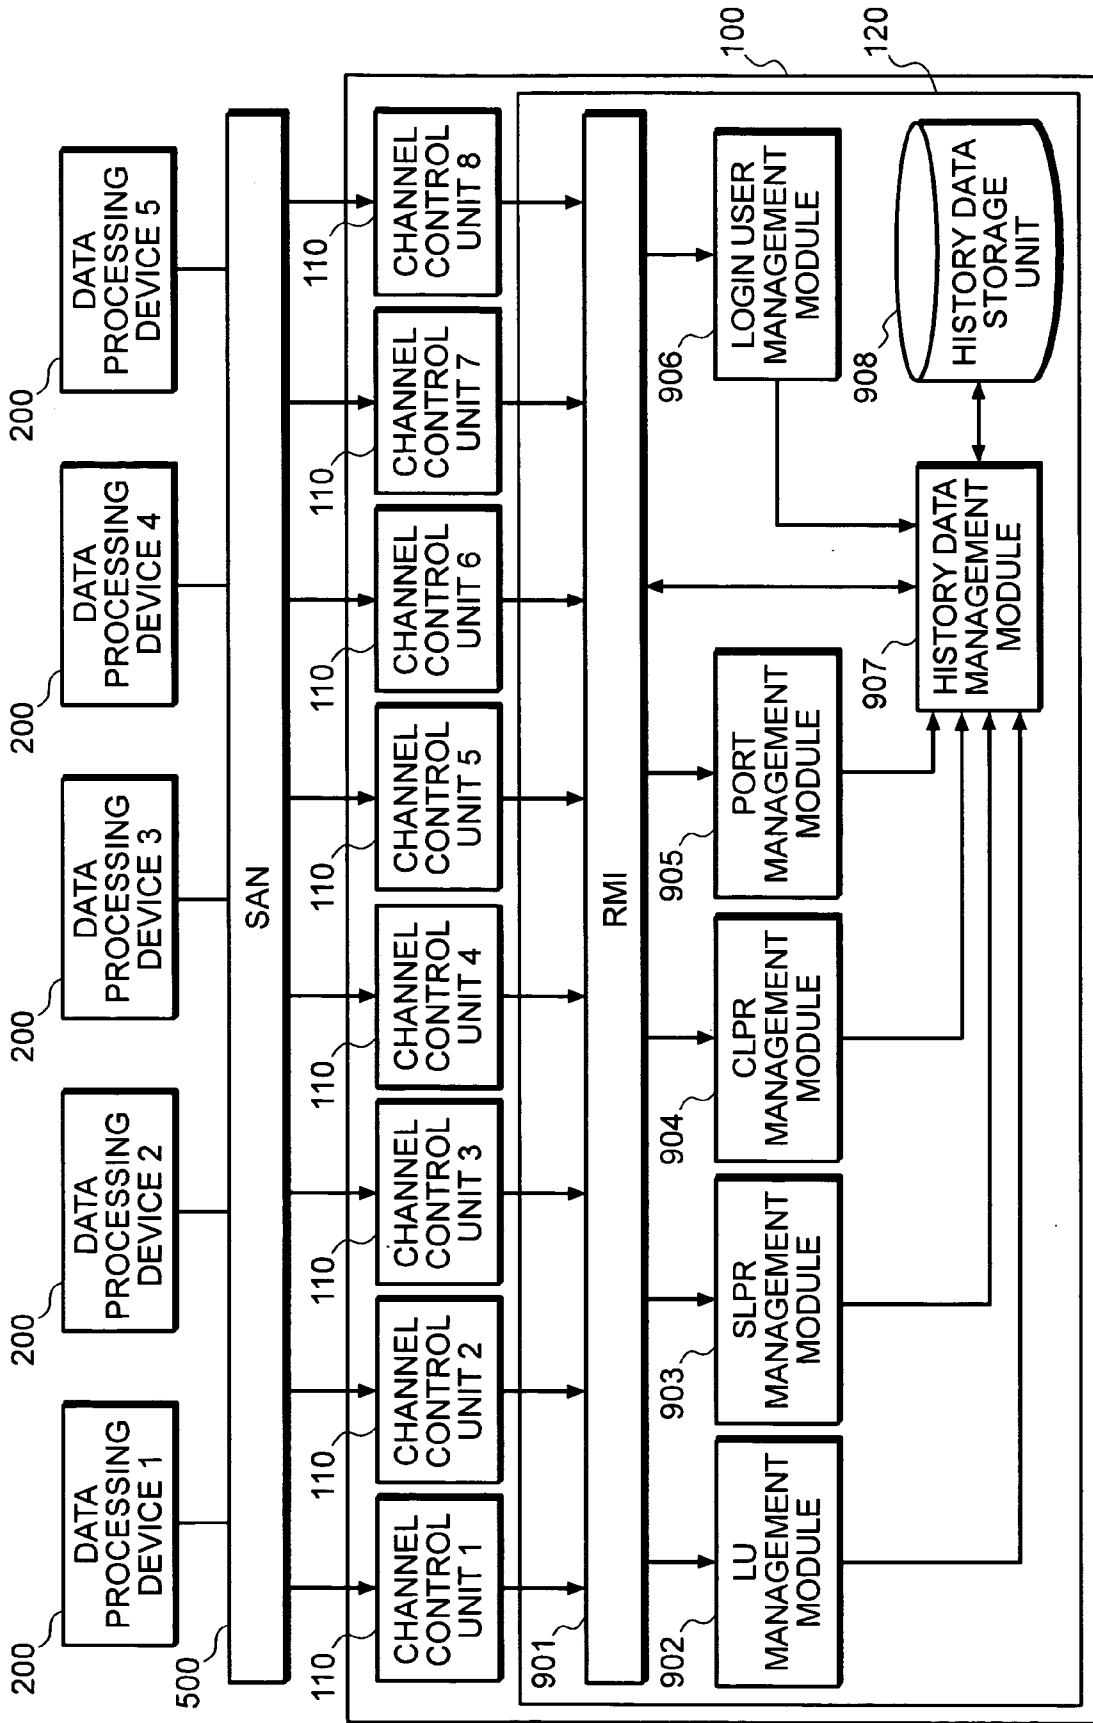 200
DATA
PROCESSING
DEVICE 1
200
DATA
PROCESSING
DEVICE 2
200
DATA
PROCESSING
DEVICE 3
200
DATA
PROCESSING
DEVICE 4
200
DATA
PROCESSING
DEVICE 5
500
SAN
100
110
CHANNEL
CONTROL
UNIT 1
110
CHANNEL
CONTROL
UNIT 2
110
CHANNEL
CONTROL
UNIT 3
110
CHANNEL
CONTROL
UNIT 4
110
CHANNEL
CONTROL
UNIT 5
110
CHANNEL
CONTROL
UNIT 6
110
CHANNEL
CONTROL
UNIT 7
110
CHANNEL
CONTROL
UNIT 8
120
901
RMI
902
LU
MANAGEMENT
MODULE
903
SLPR
MANAGEMENT
MODULE
904
CLPR
MANAGEMENT
MODULE
905
PORT
MANAGEMENT
MODULE
906
LOGIN USER
MANAGEMENT
MODULE
907
HISTORY DATA
MANAGEMENT
MODULE
908
HISTORY DATA
STORAGE
UNIT